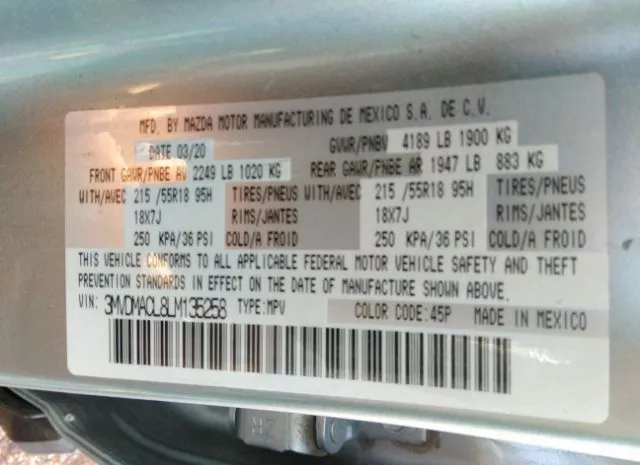 MFD. BY MAZDA MOTOR MANUFACTURING DE MEXICO S.A. DE C.V.
DATE 03/20 GVWR/PNBV 4189 LB 1900 KG
FRONT GAWR/PNBE AV 2249 LB 1020 KG REAR GAWR/PNBE AR 1947 LB 883 KG
WITH/AVEC 215 /55R18 95H TIRES/PNEUS WITH/AVEC 215 /55R18 95H TIRES/PNEUS
18X7J RIMS/JANTES 18X7J RIMS/JANTES
250 KPA/36 PSI COLD/A FROID 250 KPA/36 PSI COLD/A FROID
THIS VEHICLE CONFORMS TO ALL APPLICABLE FEDERAL MOTOR VEHICLE SAFETY AND THEFT
PREVENTION STANDARDS IN EFFECT ON THE DATE OF MANUFACTURE SHOWN ABOVE.
VIN: 3MVDMACL8LM135258 TYPE:MPV COLOR CODE:45P MADE IN MEXICO